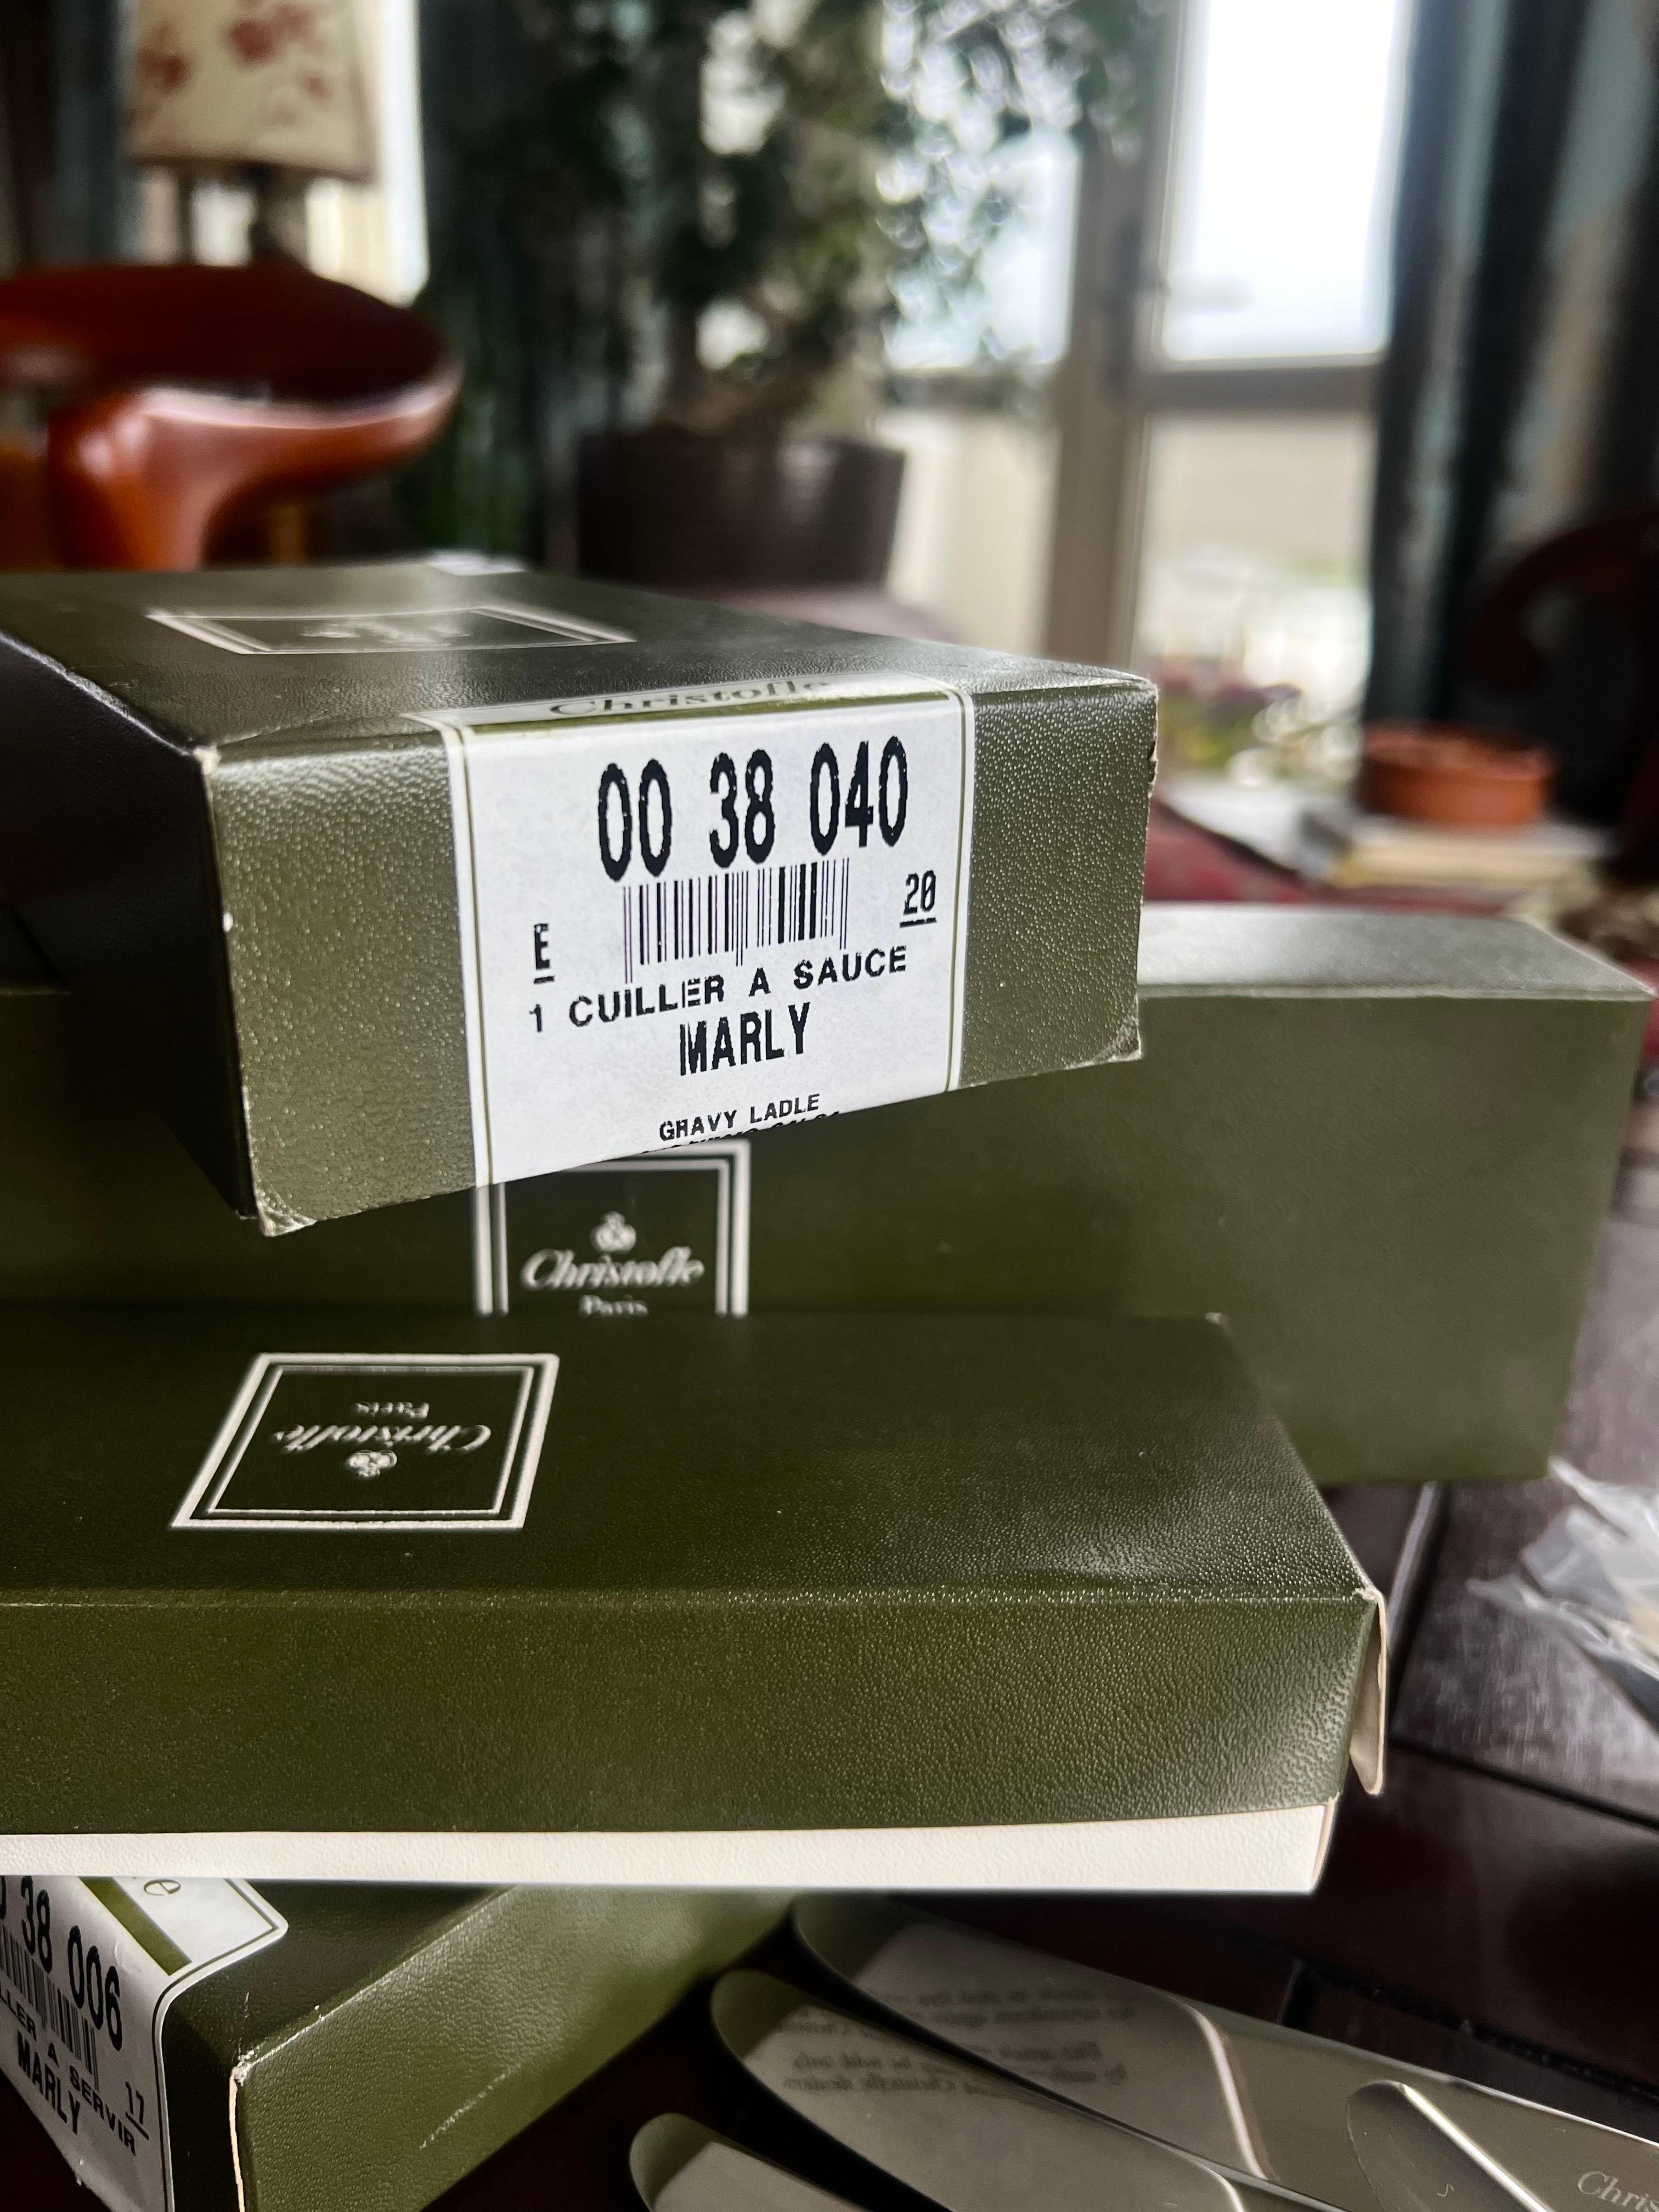 Christofle
00 38 040
E
20
1 CUILLER A SAUCE
MARLY
GRAVY LADLE
Christofle
Paris
Christofle
Paris
38 006
17
A SERVIR
MARLY